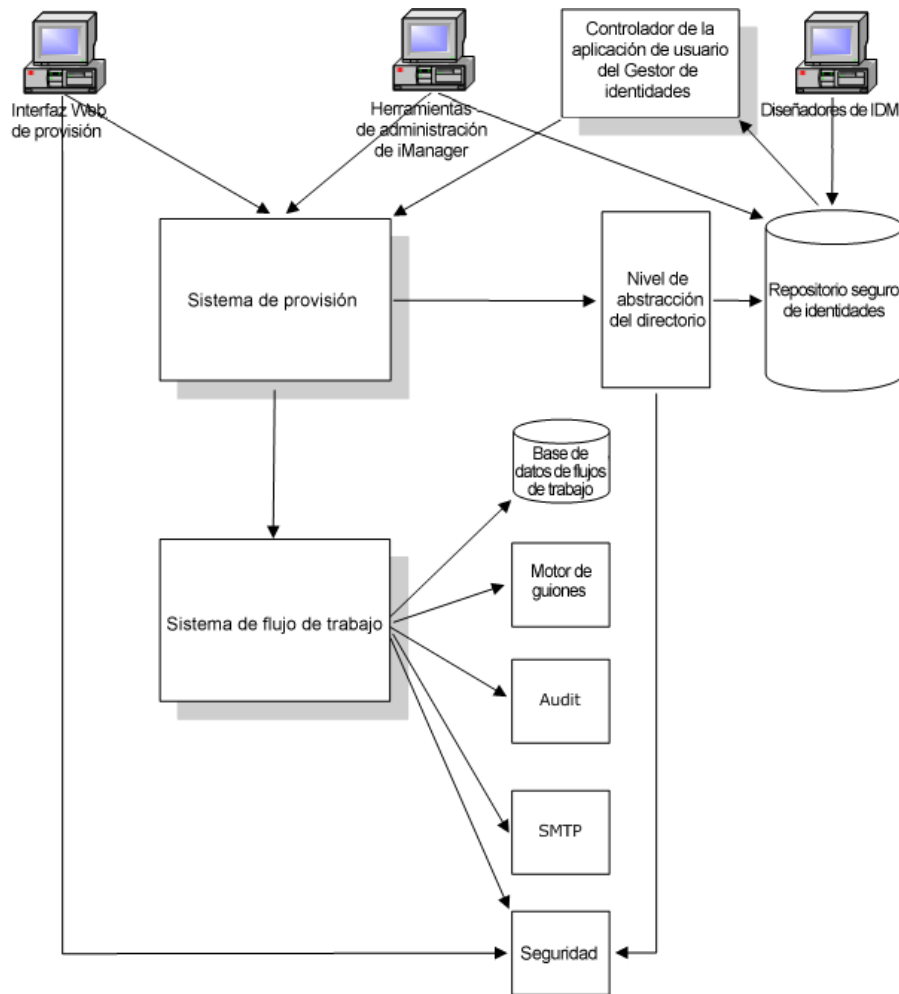 Interfaz Web
de provisión
Herramientas
de administración
de iManager
Controlador de la
aplicación de usuario
del Gestor de
identidades
Diseñadores de IDM
Sistema de provisión
Nivel de
abstracción
del directorio
Repositorio seguro
de identidades
Base de
datos de flujos
de trabajo
Sistema de flujo de trabajo
Motor de
guiones
Audit
SMTP
Seguridad